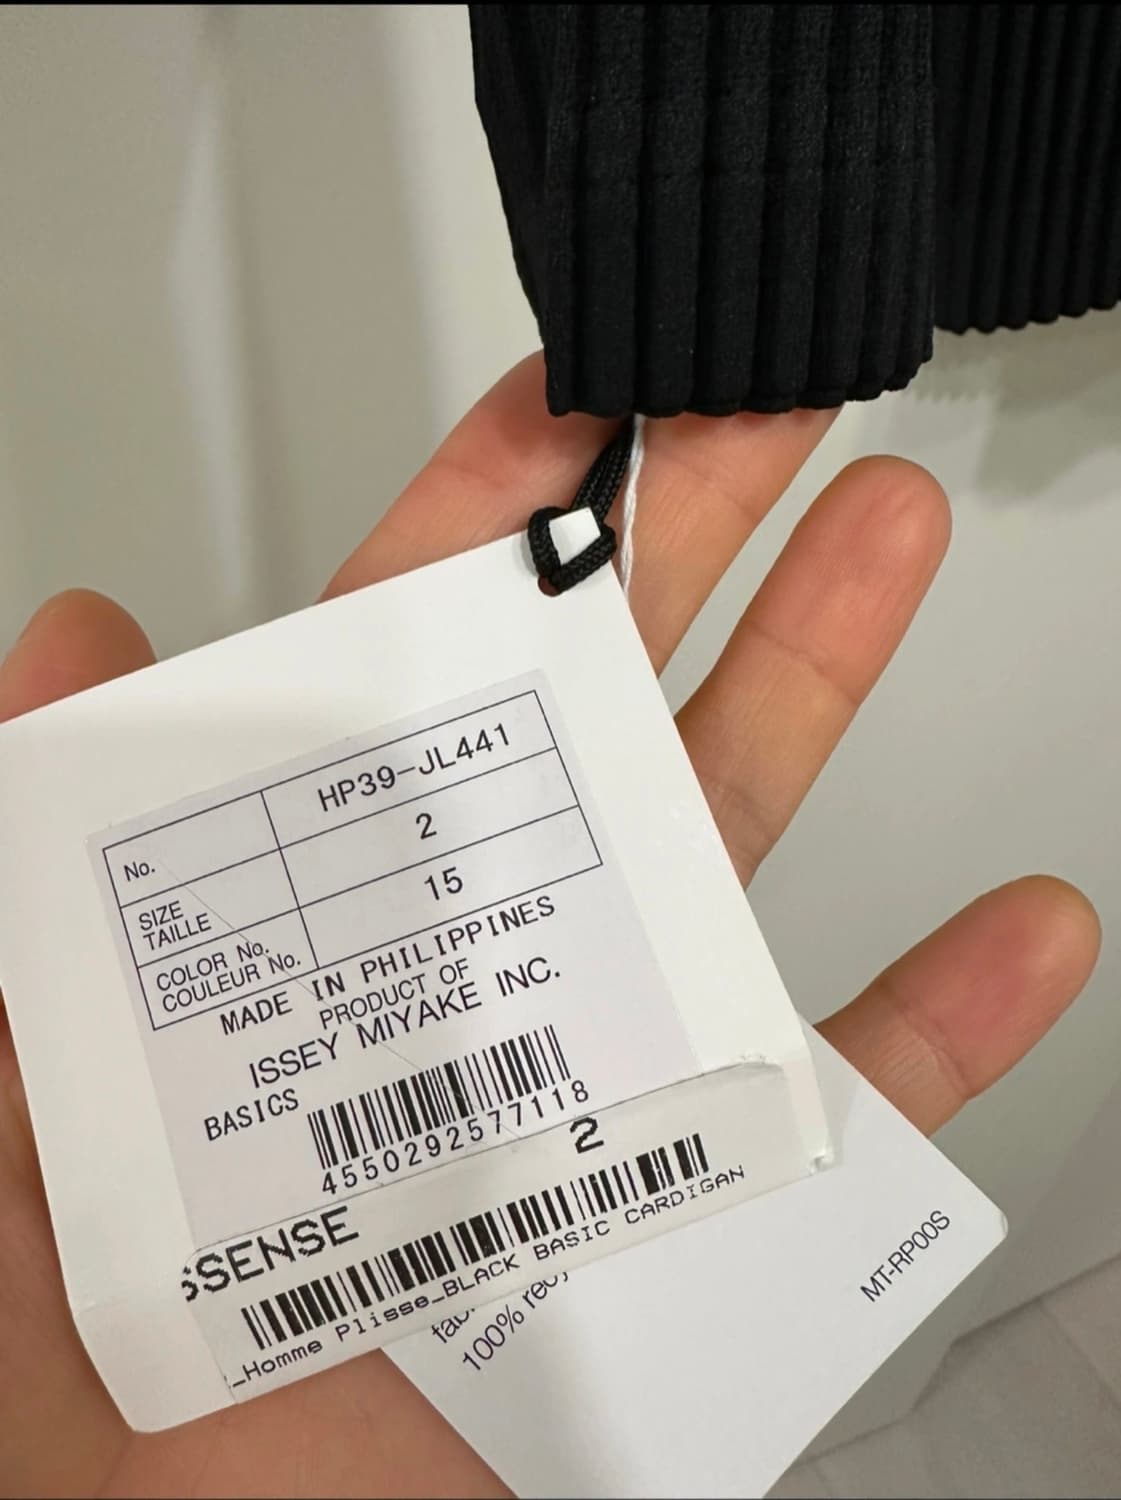 No. HP39-JL441
SIZE
TAILLE
2
COLOR No.
COULEUR No.
15
MADE IN PHILIPPINES
PRODUCT OF
ISSEY MIYAKE INC.
BASICS
4550292577118
2
SSENSE
_Homme Plisse_BLACK BASIC CARDIGAN
100%
MT-RP00S